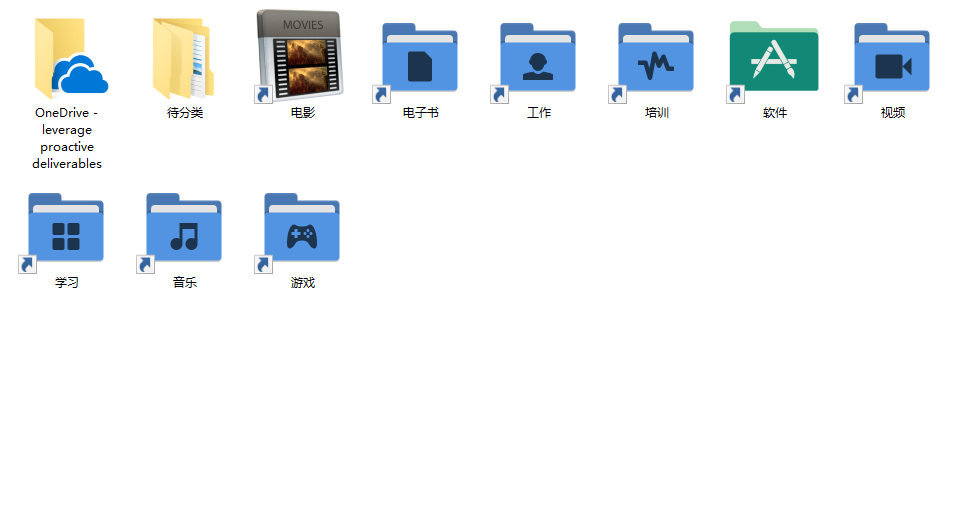 MOVIES
OneDrive -
leverage
proactive
deliverables
待分类
电影
电子书
工作
培训
软件
视频
学习
音乐
游戏